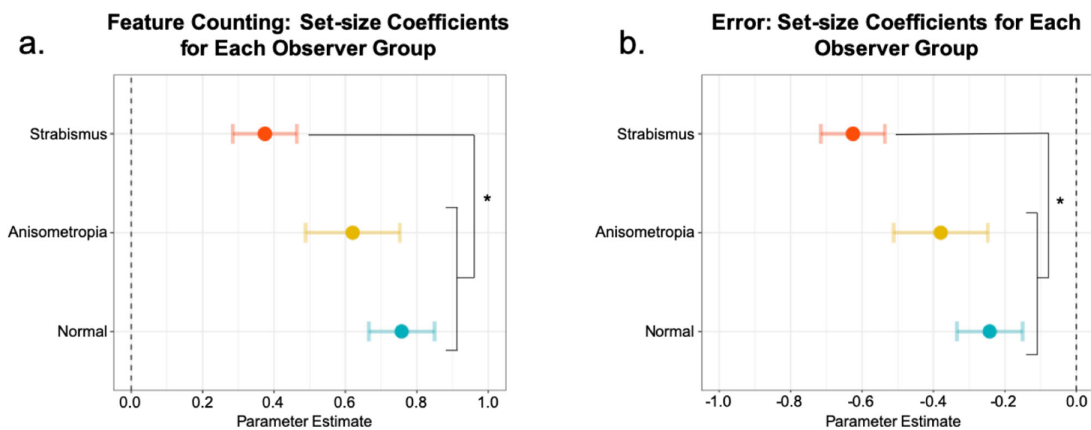 a.
Feature Counting: Set-size Coefficients
for Each Observer Group
Strabismus
Anisometropia
Normal
*
0.0 0.2 0.4 0.6 0.8 1.0
Parameter Estimate
b.
Error: Set-size Coefficients for Each
Observer Group
Strabismus
Anisometropia
Normal
*
-1.0 -0.8 -0.6 -0.4 -0.2 0.0
Parameter Estimate